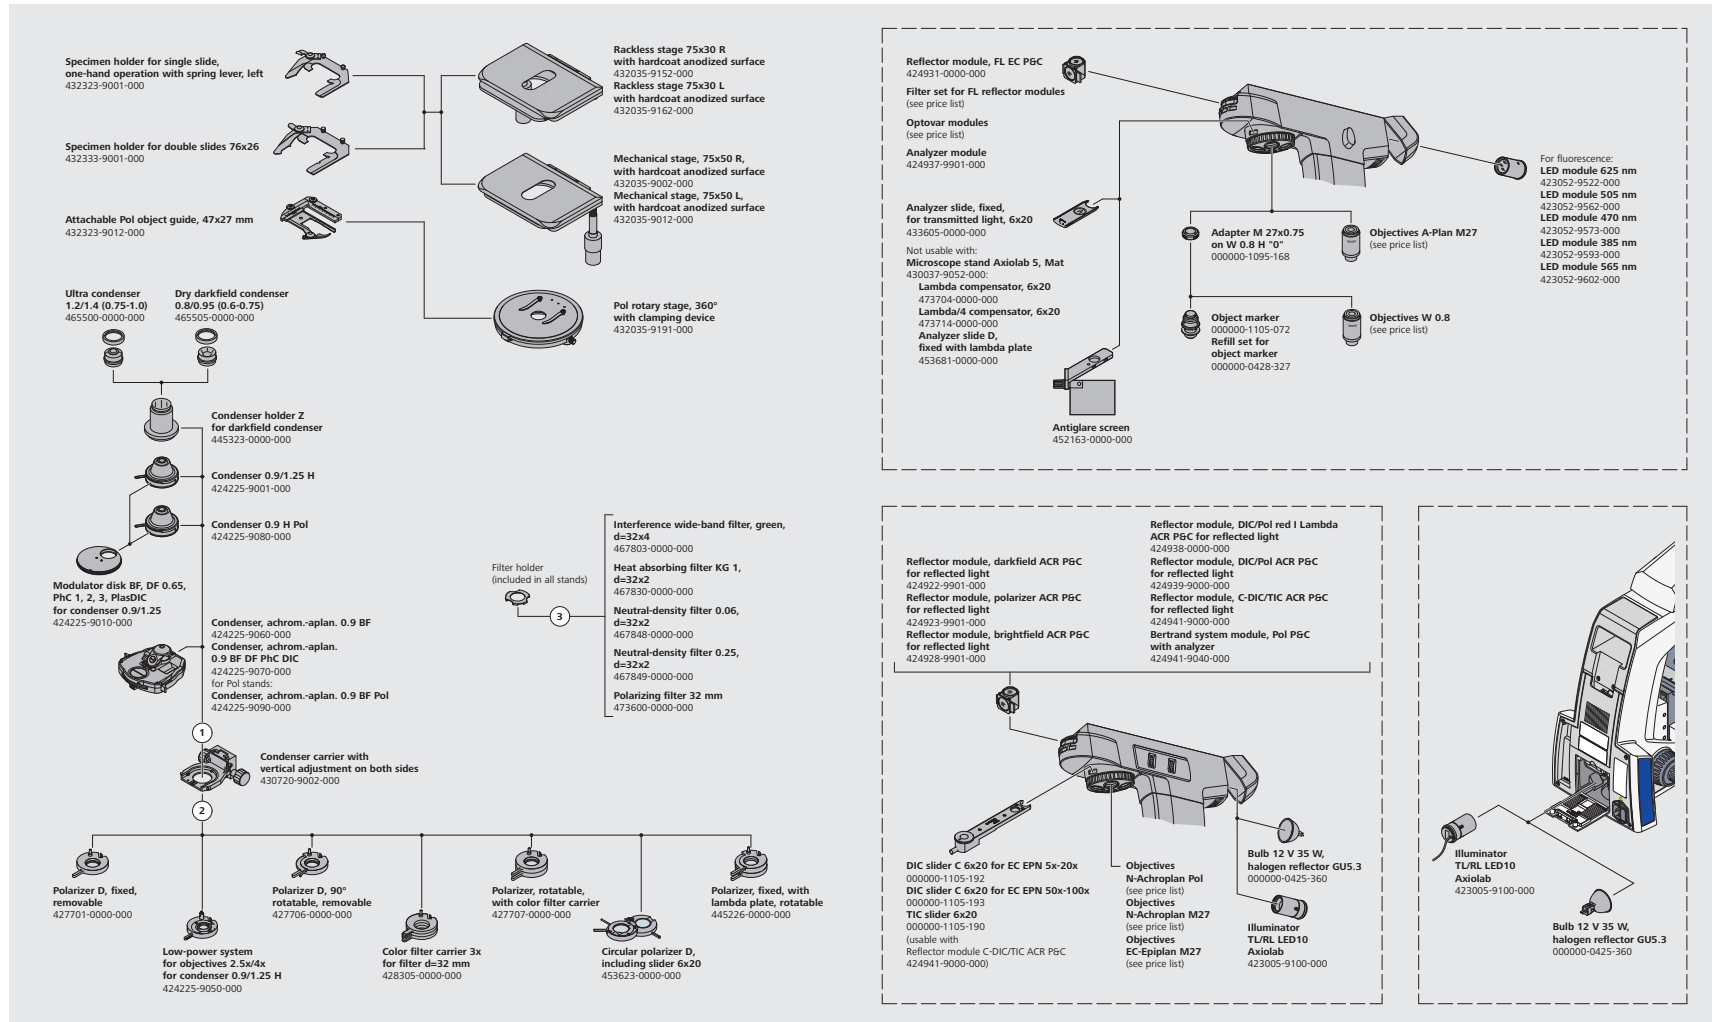 Specimen holder for single slide,
one-hand operation with spring lever, left
432323-9001-000
Specimen holder for double slides 76x26
432333-9001-000
Attachable Pol object guide, 47x27 mm
432323-9012-000
Rackless stage 75x30 R
with hardcoat anodized surface
432035-9152-000
Rackless stage 75x30 L
with hardcoat anodized surface
432035-9162-000
Mechanical stage, 75x50 R,
with hardcoat anodized surface
432035-9002-000
Mechanical stage, 75x50 L,
with hardcoat anodized surface
432035-9012-000
Pol rotary stage, 360°
with clamping device
432035-9191-000
Ultra condenser
1.2/1.4 (0.75-1.0)
465500-0000-000
Dry darkfield condenser
0.8/0.95 (0.6-0.75)
465505-0000-000
Condenser holder Z
for darkfield condenser
445323-0000-000
Condenser 0.9/1.25 H
424225-9001-000
Condenser 0.9 H Pol
424225-9080-000
Modulator disk BF, DF 0.65,
PhC 1, 2, 3, PlasDIC
for condenser 0.9/1.25
424225-9010-000
Condenser, achrom.-aplan. 0.9 BF
424225-9060-000
Condenser, achrom.-aplan.
0.9 BF DF PhC DIC
424225-9070-000
for Pol stands:
Condenser, achrom.-aplan. 0.9 BF Pol
424225-9090-000
1
Condenser carrier with
vertical adjustment on both sides
430720-9002-000
2
Filter holder
(included in all stands)
3
Interference wide-band filter, green,
d=32x4
467803-0000-000
Heat absorbing filter KG 1,
d=32x2
467830-0000-000
Neutral-density filter 0.06,
d=32x2
467848-0000-000
Neutral-density filter 0.25,
d=32x2
467849-0000-000
Polarizing filter 32 mm
473600-0000-000
Polarizer D, fixed,
removable
427701-0000-000
Polarizer D, 90°
rotatable, removable
427706-0000-000
Polarizer, rotatable,
with color filter carrier
427707-0000-000
Polarizer, fixed, with
lambda plate, rotatable
445226-0000-000
Low-power system
for objectives 2.5x/4x
for condenser 0.9/1.25 H
424225-9050-000
Color filter carrier 3x
for filter d=32 mm
428305-0000-000
Circular polarizer D,
including slider 6x20
453623-0000-000
Reflector module, FL EC P&C
424931-0000-000
Filter set for FL reflector modules
(see price list)
Optovar modules
(see price list)
Analyzer module
424937-9901-000
Analyzer slide, fixed,
for transmitted light, 6x20
433605-0000-000
Not usable with:
Microscope stand Axiolab 5, Mat
430037-9052-000:
Lambda compensator, 6x20
473704-0000-000
Lambda/4 compensator, 6x20
473714-0000-000
Analyzer slide D,
fixed with lambda plate
453681-0000-000
Antiglare screen
452163-0000-000
Adapter M 27x0.75
on W 0.8 H "0"
000000-1095-168
Objectives A-Plan M27
(see price list)
Object marker
000000-1105-072
Refill set for
object marker
000000-0428-327
Objectives W 0.8
(see price list)
For fluorescence:
LED module 625 nm
423052-9522-000
LED module 505 nm
423052-9562-000
LED module 470 nm
423052-9573-000
LED module 385 nm
423052-9593-000
LED module 565 nm
423052-9602-000
Reflector module, darkfield ACR P&C
for reflected light
424922-9901-000
Reflector module, polarizer ACR P&C
for reflected light
424923-9901-000
Reflector module, brightfield ACR P&C
for reflected light
424928-9901-000
Reflector module, DIC/Pol red I Lambda
ACR P&C for reflected light
424938-0000-000
Reflector module, DIC/Pol ACR P&C
for reflected light
424939-9000-000
Reflector module, C-DIC/TIC ACR P&C
for reflected light
424941-9000-000
Bertrand system module, Pol P&C
with analyzer
424941-9040-000
DIC slider C 6x20 for EC EPN 5x-20x
000000-1105-192
DIC slider C 6x20 for EC EPN 50x-100x
000000-1105-193
TIC slider 6x20
000000-1105-190
(usable with
Reflector module C-DIC/TIC ACR P&C
424941-9000-000)
Objectives
N-Achroplan Pol
(see price list)
Objectives
N-Achroplan M27
(see price list)
Objectives
EC-Epiplan M27
(see price list)
Bulb 12 V 35 W,
halogen reflector GU5.3
000000-0425-360
Illuminator
TL/RL LED10
Axiolab
423005-9100-000
Illuminator
TL/RL LED10
Axiolab
423005-9100-000
Bulb 12 V 35 W,
halogen reflector GU5.3
000000-0425-360